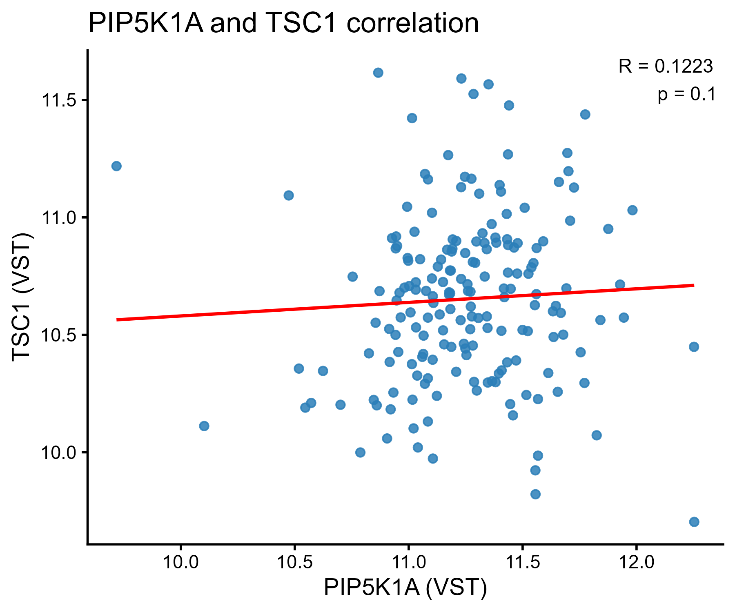 PIP5K1A and TSC1 correlation
R = 0.1223
p = 0.1
TSC1 (VST)
11.5
11.0
10.5
10.0
10.0 10.5 11.0 11.5 12.0
PIP5K1A (VST)